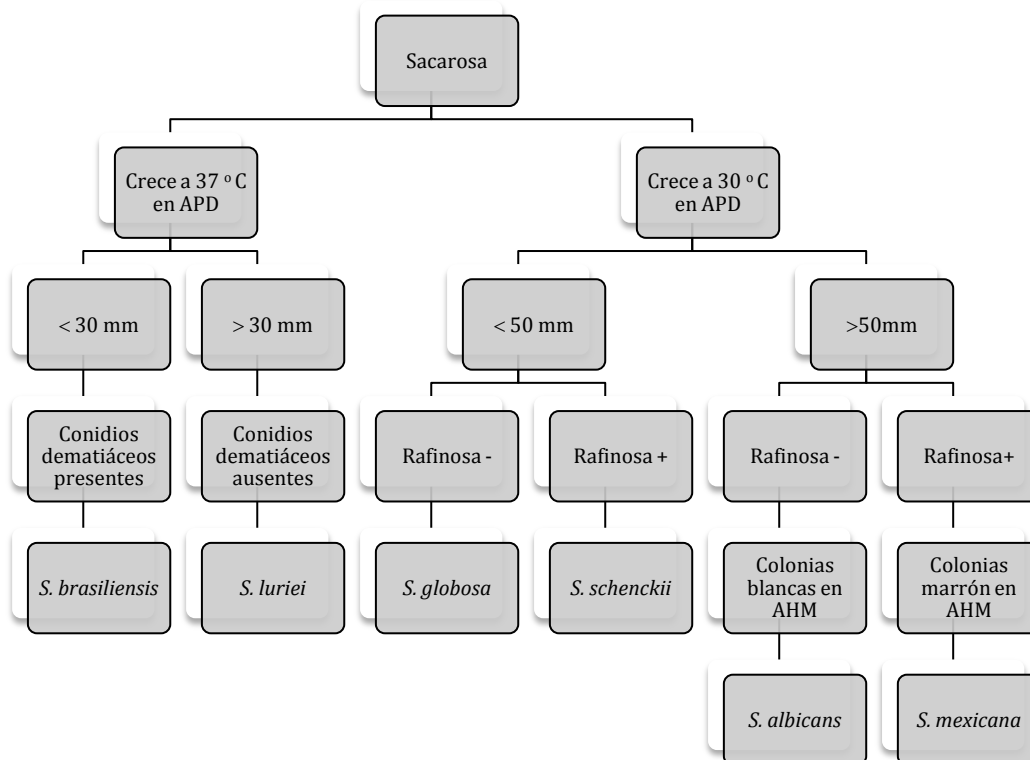 Sacarosa
Crece a 37 º C
en APD
Crece a 30 º C
en APD
< 30 mm
> 30 mm
< 50 mm
>50mm
Conidios
dematiáceos
presentes
Conidios
dematiáceos
ausentes
Rafinosa -
Rafinosa +
Rafinosa -
Rafinosa+
S. brasiliensis
S. luriei
S. globosa
S. schenckii
Colonias
blancas en
AHM
Colonias
marrón en
AHM
S. albicans
S. mexicana